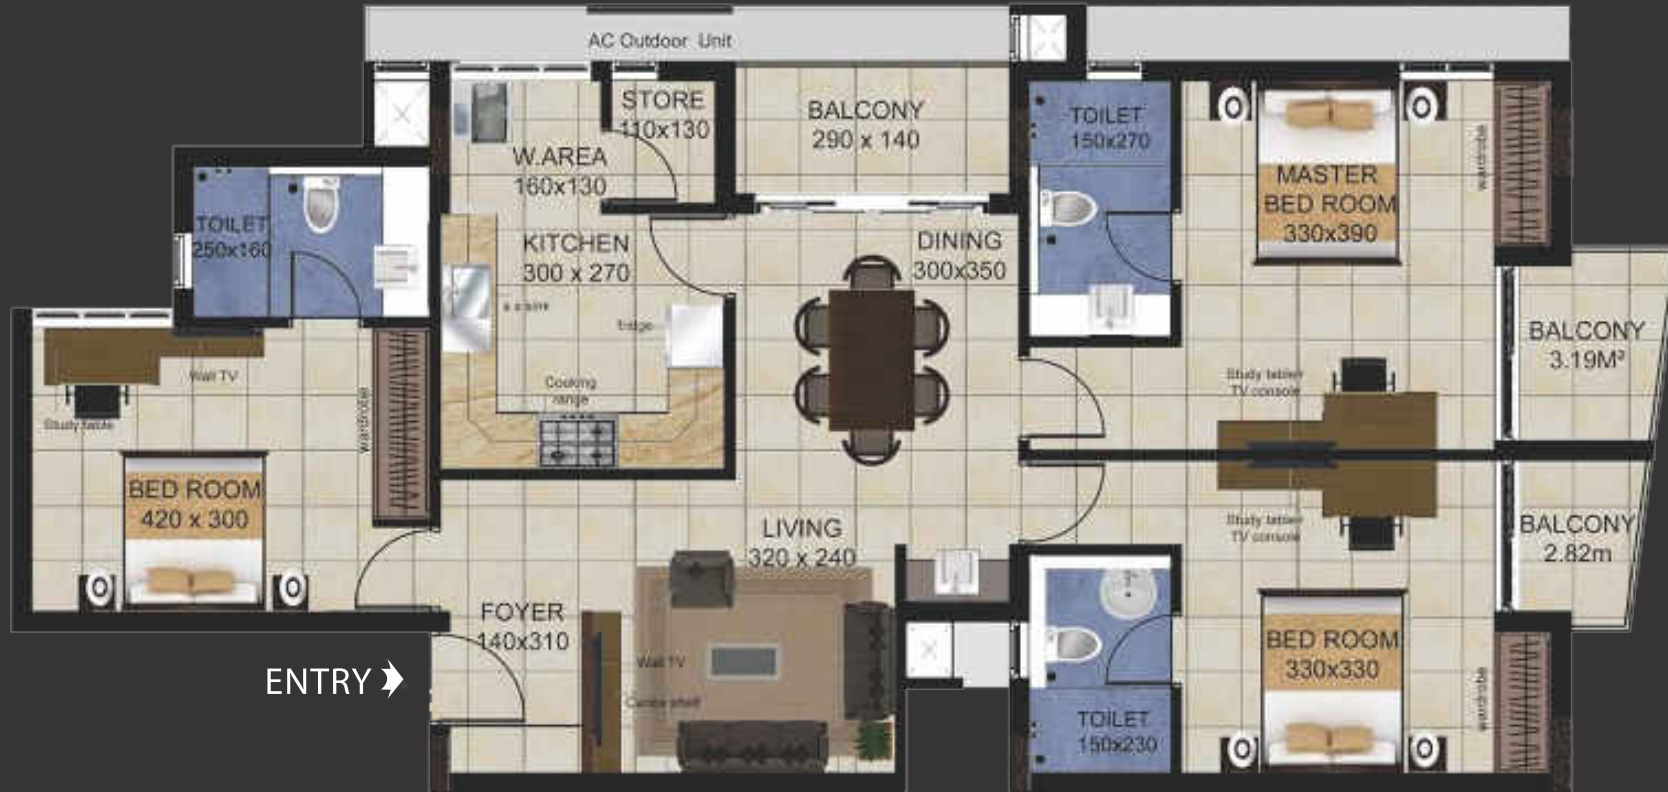 AC Outdoor Unit
STORE
110x130
BALCONY
290 x 140
TOILET
150x270
W.AREA
160x130
MASTER
BED ROOM
330x390
wardrobe
TOILET
250x160
KITCHEN
300 x 270
DINING
300x350
s s sink
fridge
BALCONY
3.19M²
Wall TV
Cooking
range
Study table/
TV console
Study table
wardrobe
BED ROOM
420 x 300
LIVING
320 x 240
Study table/
TV console
BALCONY
2.82m
FOYER
140x310
BED ROOM
330x330
ENTRY
Wall TV
wardrobe
TOILET
150x230